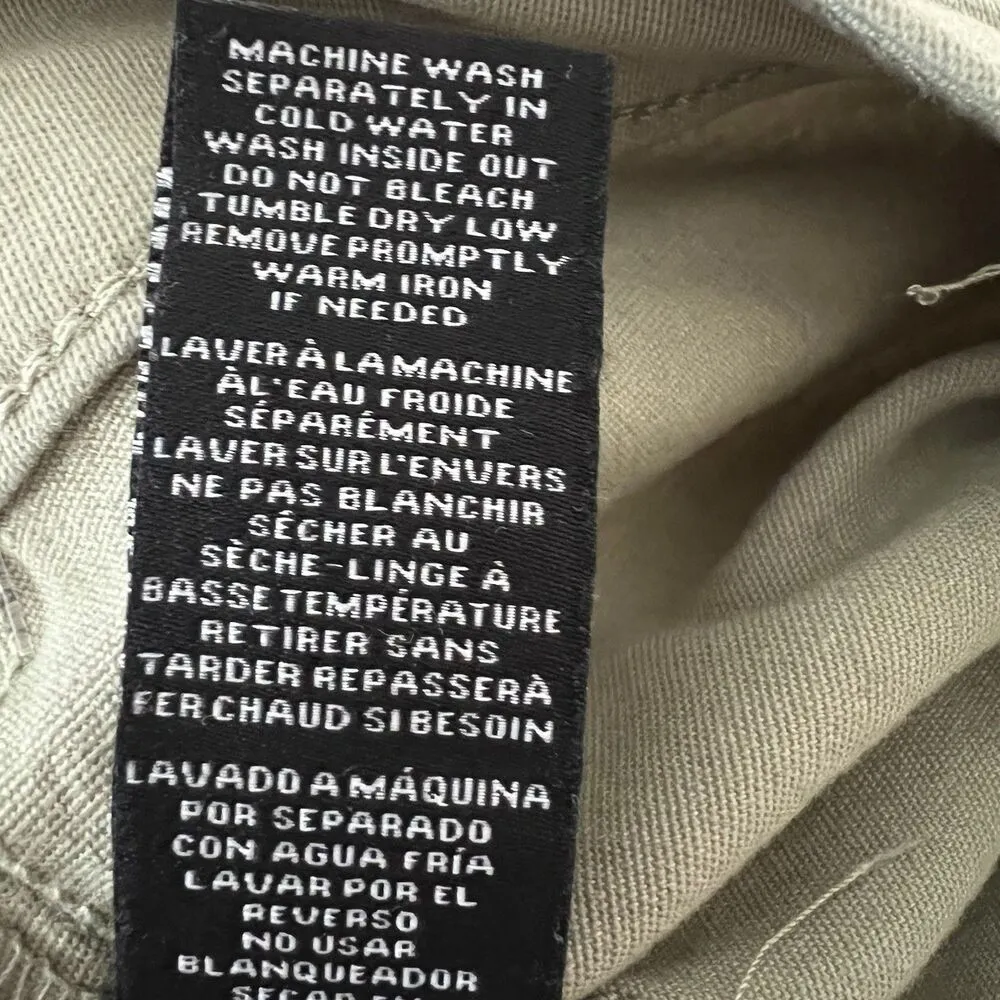 MACHINE WASH
SEPARATELY IN
COLD WATER
WASH INSIDE OUT
DO NOT BLEACH
TUMBLE DRY LOW
REMOVE PROMPTLY
WARM IRON
IF NEEDED
LAVER À LA MACHINE
À L'EAU FROIDE
SÉPARÉMENT
LAVER SUR L'ENVERS
NE PAS BLANCHIR
SÉCHER AU
SÈCHE-LINGE À
BASSE TEMPÉRATURE
RETIRER SANS
TARDER REPASSER À
FER CHAUD SI BESOIN
LAVADO A MÁQUINA
POR SEPARADO
CON AGUA FRÍA
LAVAR POR EL
REVERSO
NO USAR
BLANQUEADOR
SECAR